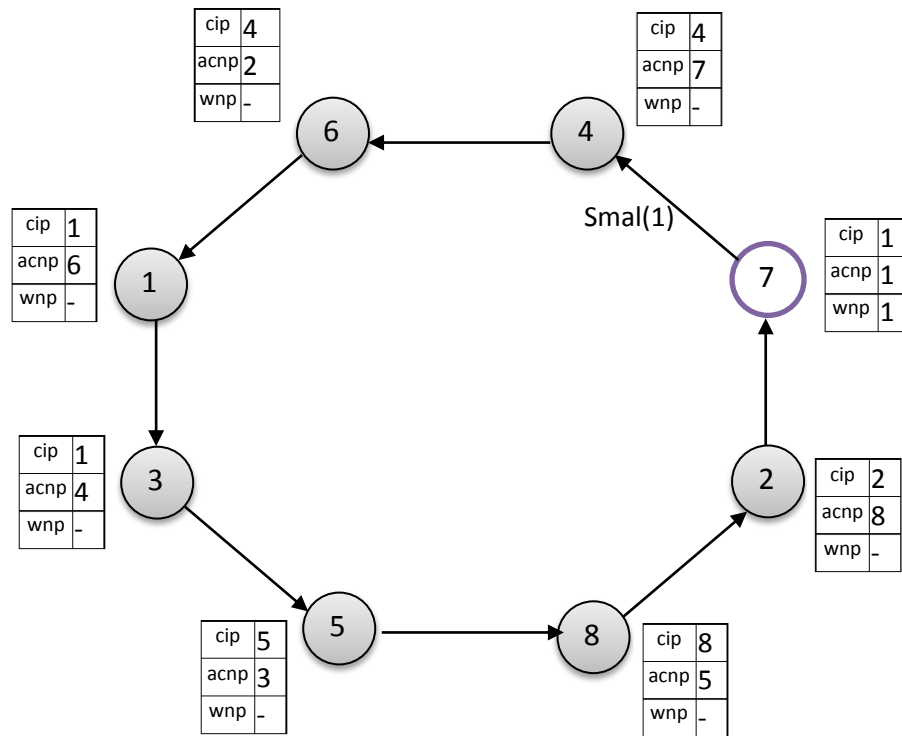 cip 4
acnp 2
wnp -
cip 4
acnp 7
wnp -
6
4
Smal(1)
cip 1
acnp 6
wnp -
1
7
cip 1
acnp 1
wnp 1
cip 1
acnp 4
wnp -
3
2
cip 2
acnp 8
wnp -
5
8
cip 5
acnp 3
wnp -
cip 8
acnp 5
wnp -